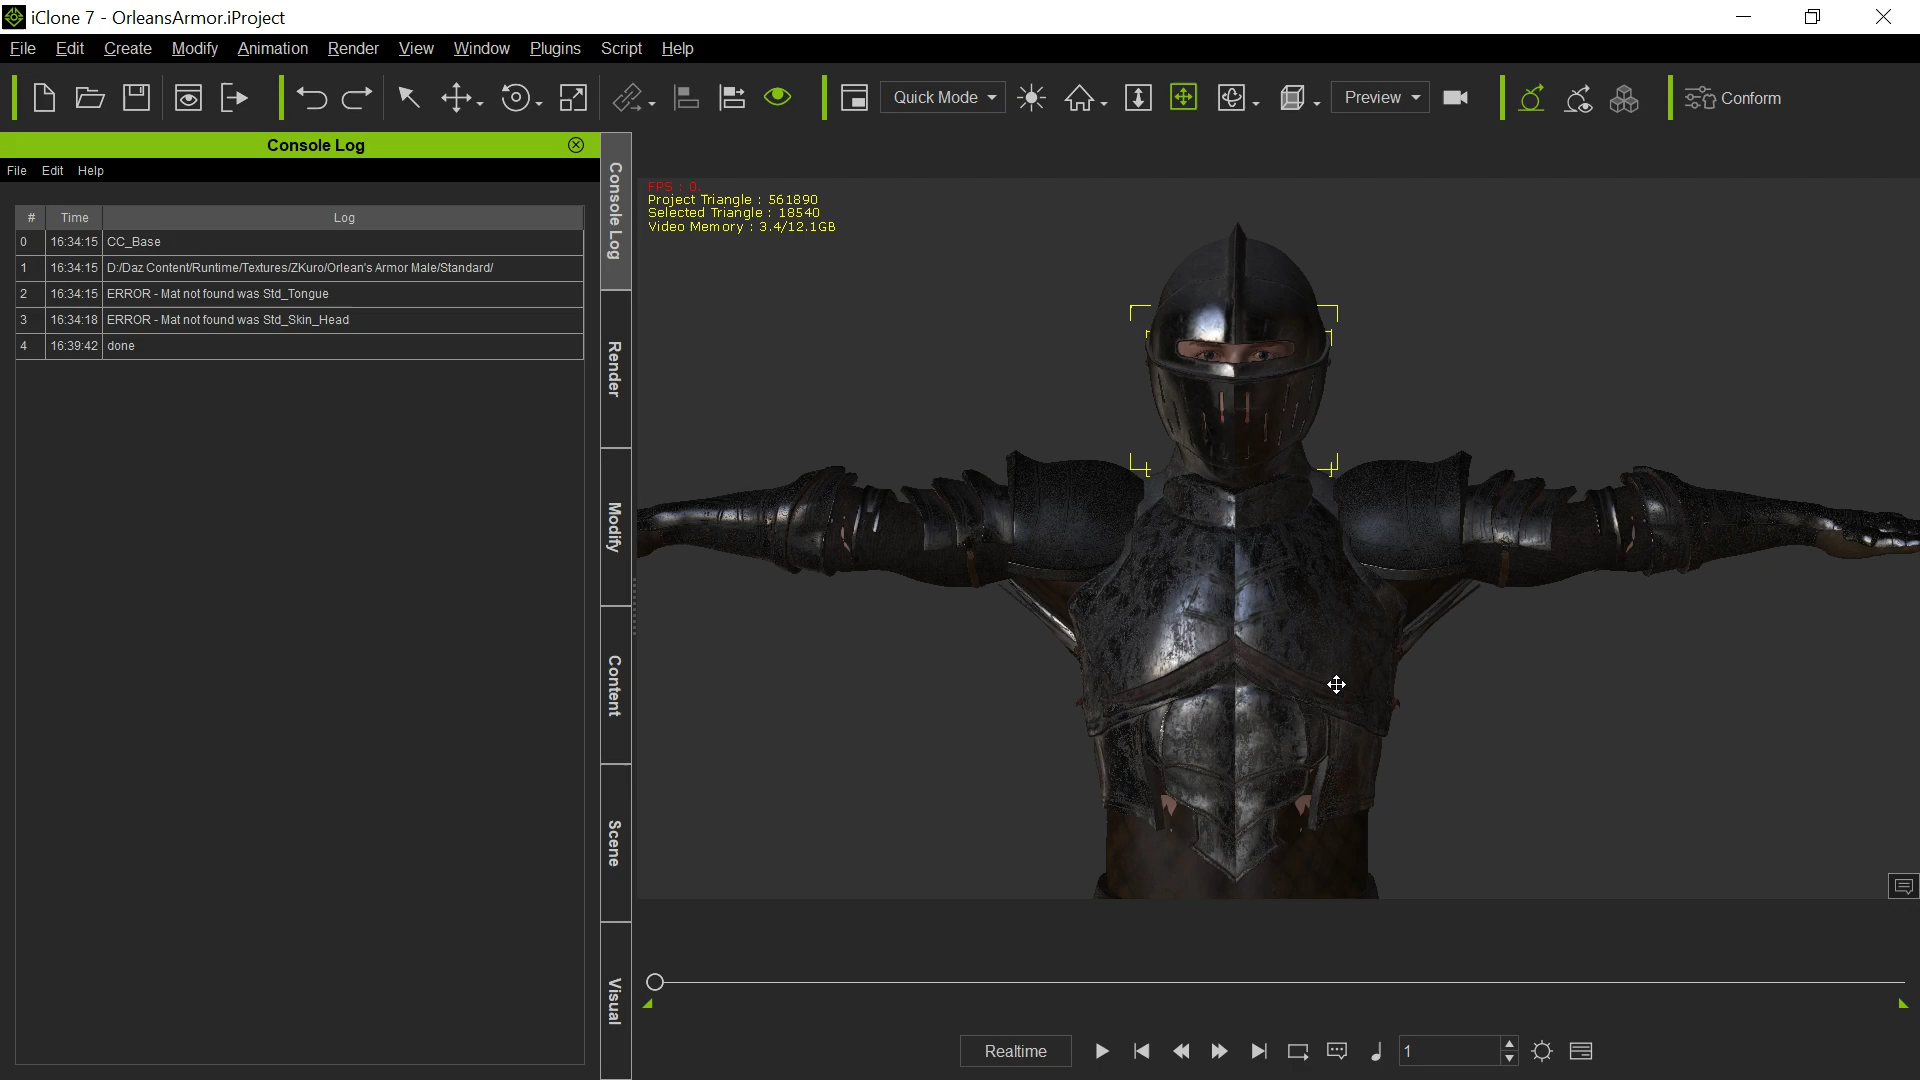 iClone 7 - OrleansArmor.iProject
File Edit Create Modify Animation Render View Window Plugins Script Help
Quick Mode Preview Conform
Console Log
File Edit Help
# Time Log
0 16:34:15 CC_Base
1 16:34:15 D:/Daz Content/Runtime/Textures/ZKuro/Orlean's Armor Male/Standard/
2 16:34:15 ERROR - Mat not found was Std_Tongue
3 16:34:18 ERROR - Mat not found was Std_Skin_Head
4 16:39:42 done
Console Log
Render
Modify
Content
Scene
Visual
FPS : 0.
Project Triangle : 561890
Selected Triangle : 18540
Video Memory : 3.4/12.1GB
Realtime 1